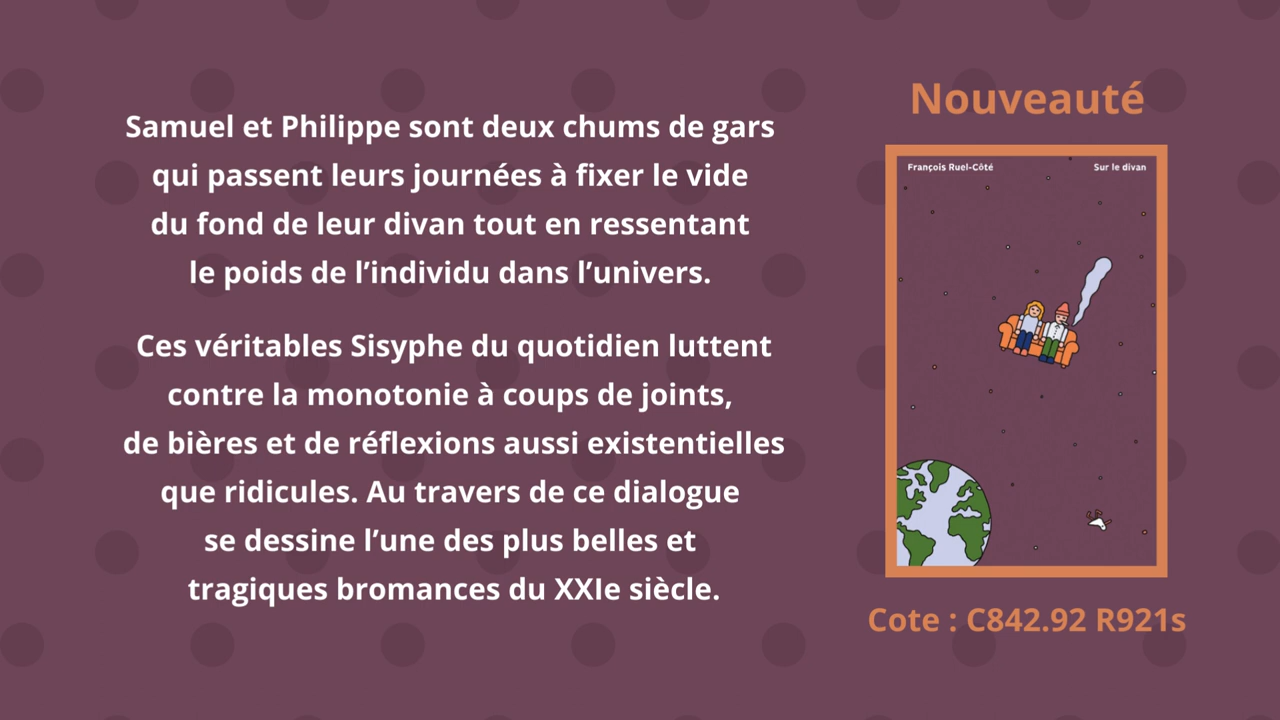 Samuel et Philippe sont deux chums de gars
qui passent leurs journées à fixer le vide
du fond de leur divan tout en ressentant
le poids de l’individu dans l’univers.
Ces véritables Sisyphe du quotidien luttent
contre la monotonie à coups de joints,
de bières et de réflexions aussi existentielles
que ridicules. Au travers de ce dialogue
se dessine l’une des plus belles et
tragiques bromances du XXIe siècle.
Nouveauté
François Ruel-Côté
Sur le divan
Cote : C842.92 R921s